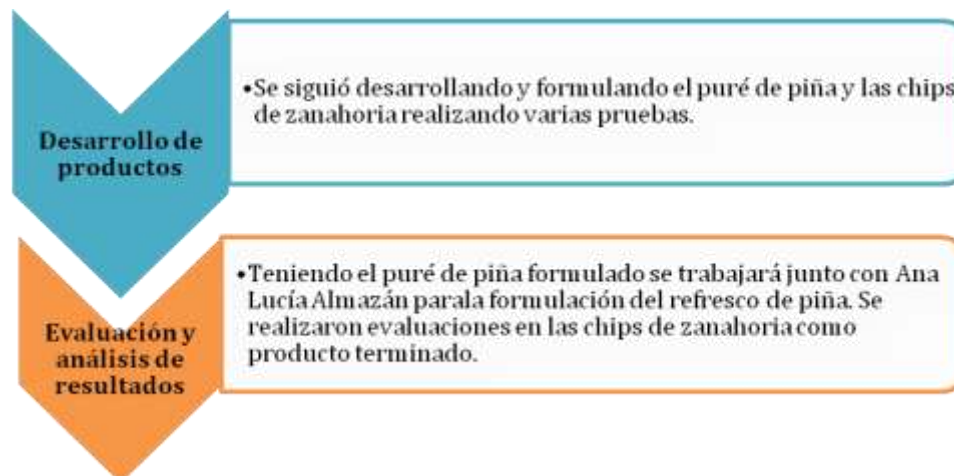 Desarrollo de
productos
•Se siguió desarrollando y formulando el puré de piña y las chips
de zanahoria realizando varias pruebas.
Evaluación y
análisis de
resultados
•Teniendo el puré de piña formulado se trabajará junto con Ana
Lucía Almazán parala formulación del refresco de piña. Se
realizaron evaluaciones en las chips de zanahoria como
producto terminado.